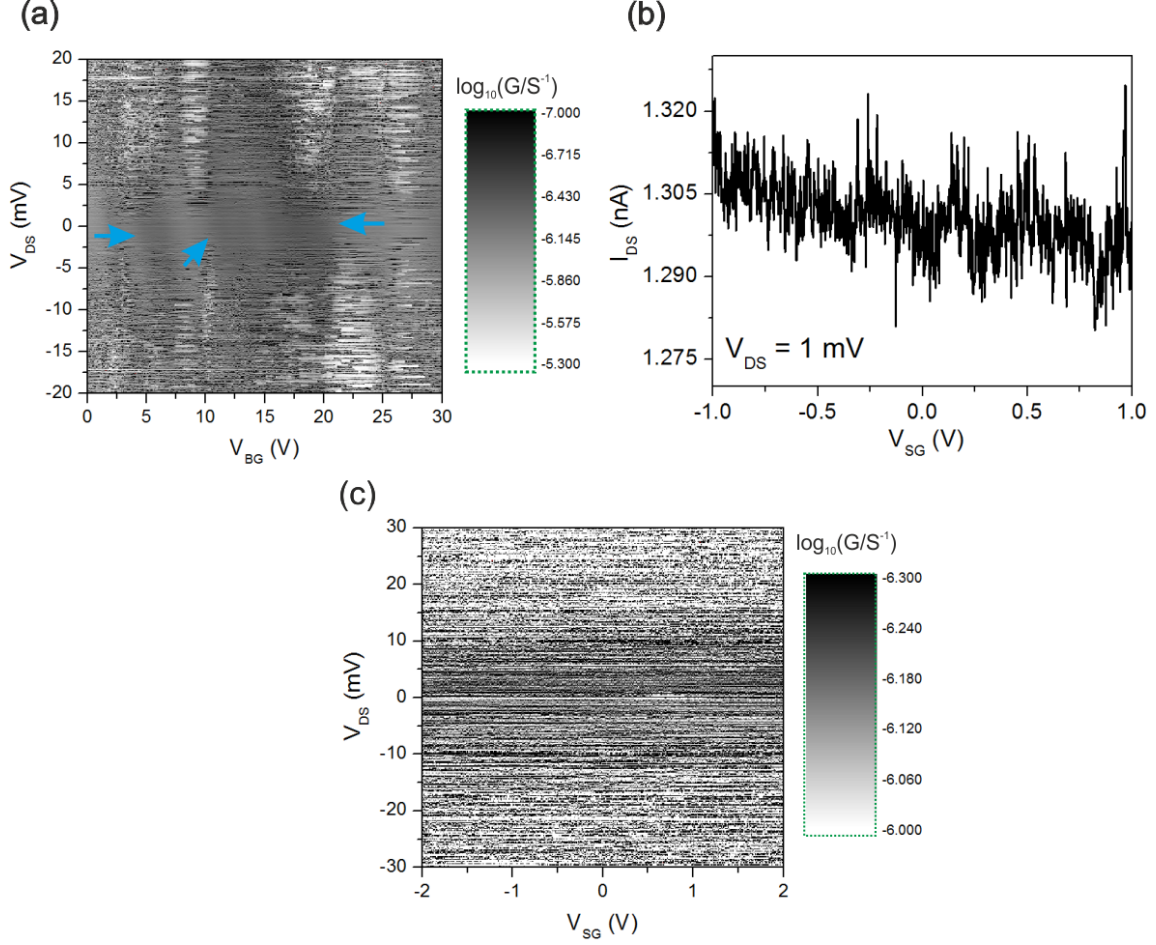 (a)
20
15
10
5
0
-5
-10
-15
-20
V_DS (mV)
0 5 10 15 20 25 30
V_BG (V)
log₁₀(G/S⁻¹)
-7.000
-6.715
-6.430
-6.145
-5.860
-5.575
-5.300
(b)
1.320
1.305
1.290
1.275
I_DS (nA)
V_DS = 1 mV
-1.0 -0.5 0.0 0.5 1.0
V_SG (V)
(c)
30
20
10
0
-10
-20
-30
V_DS (mV)
-2 -1 0 1 2
V_SG (V)
log₁₀(G/S⁻¹)
-6.300
-6.240
-6.180
-6.120
-6.060
-6.000